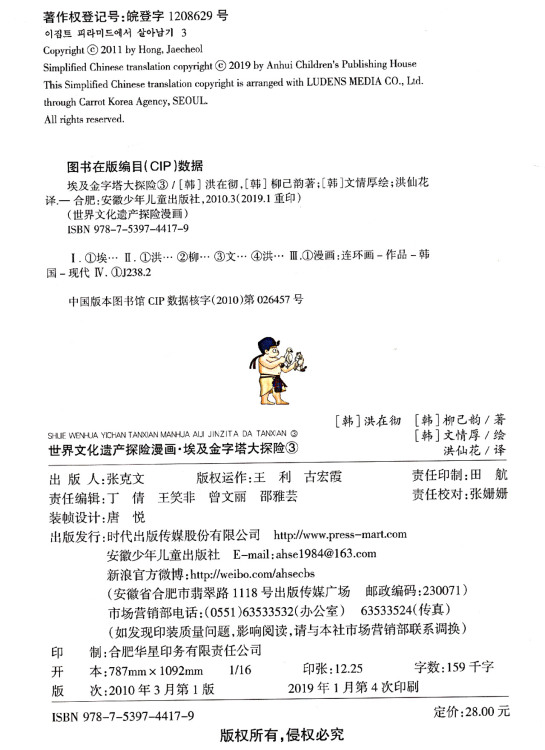 著作权登记号:皖登字 1208629 号
이집트 피라미드에서 살아남기 3
Copyright ⓒ 2011 by Hong, Jaecheol
Simplified Chinese translation copyright ⓒ 2019 by Anhui Children's Publishing House
This Simplified Chinese translation copyright is arranged with LUDENS MEDIA CO., Ltd.
through Carrot Korea Agency, SEOUL.
All rights reserved.
图书在版编目(CIP)数据
埃及金字塔大探险③/[韩]洪在彻,[韩]柳己韵著;[韩]文情厚绘;洪仙花
译.— 合肥:安徽少年儿童出版社,2010.3(2019.1 重印)
(世界文化遗产探险漫画)
ISBN 978-7-5397-4417-9
Ⅰ.①埃… Ⅱ.①洪… ②柳… ③文… ④洪… Ⅲ.①漫画:连环画－作品－韩
国－现代 Ⅳ.①J238.2
中国版本图书馆 CIP 数据核字(2010)第 026457 号
[韩]洪在彻 [韩]柳己韵/著
SHIJIE WENHUA YICHAN TANXIAN MANHUA AIJI JINZITA DA TANXIAN ③
[韩]文情厚/绘
世界文化遗产探险漫画·埃及金字塔大探险③
洪仙花/译
出 版 人:张克文 版权运作:王 利 古宏霞 责任印制:田 航
责任编辑:丁 倩 王笑非 曾文丽 邵雅芸 责任校对:张姗姗
装帧设计:唐 悦
出版发行:时代出版传媒股份有限公司 http://www.press-mart.com
安徽少年儿童出版社 E-mail:ahse1984@163.com
新浪官方微博:http://weibo.com/ahsecbs
(安徽省合肥市翡翠路 1118 号出版传媒广场 邮政编码:230071)
市场营销部电话:(0551)63533532(办公室) 63533524(传真)
(如发现印装质量问题,影响阅读,请与本社市场营销部联系调换)
印 制:合肥华星印务有限责任公司
开 本:787mm×1092mm 1/16 印张:12.25 字数:159 千字
版 次:2010 年 3 月第 1 版 2019 年 1 月第 4 次印刷
ISBN 978-7-5397-4417-9 定价:28.00 元
版权所有,侵权必究